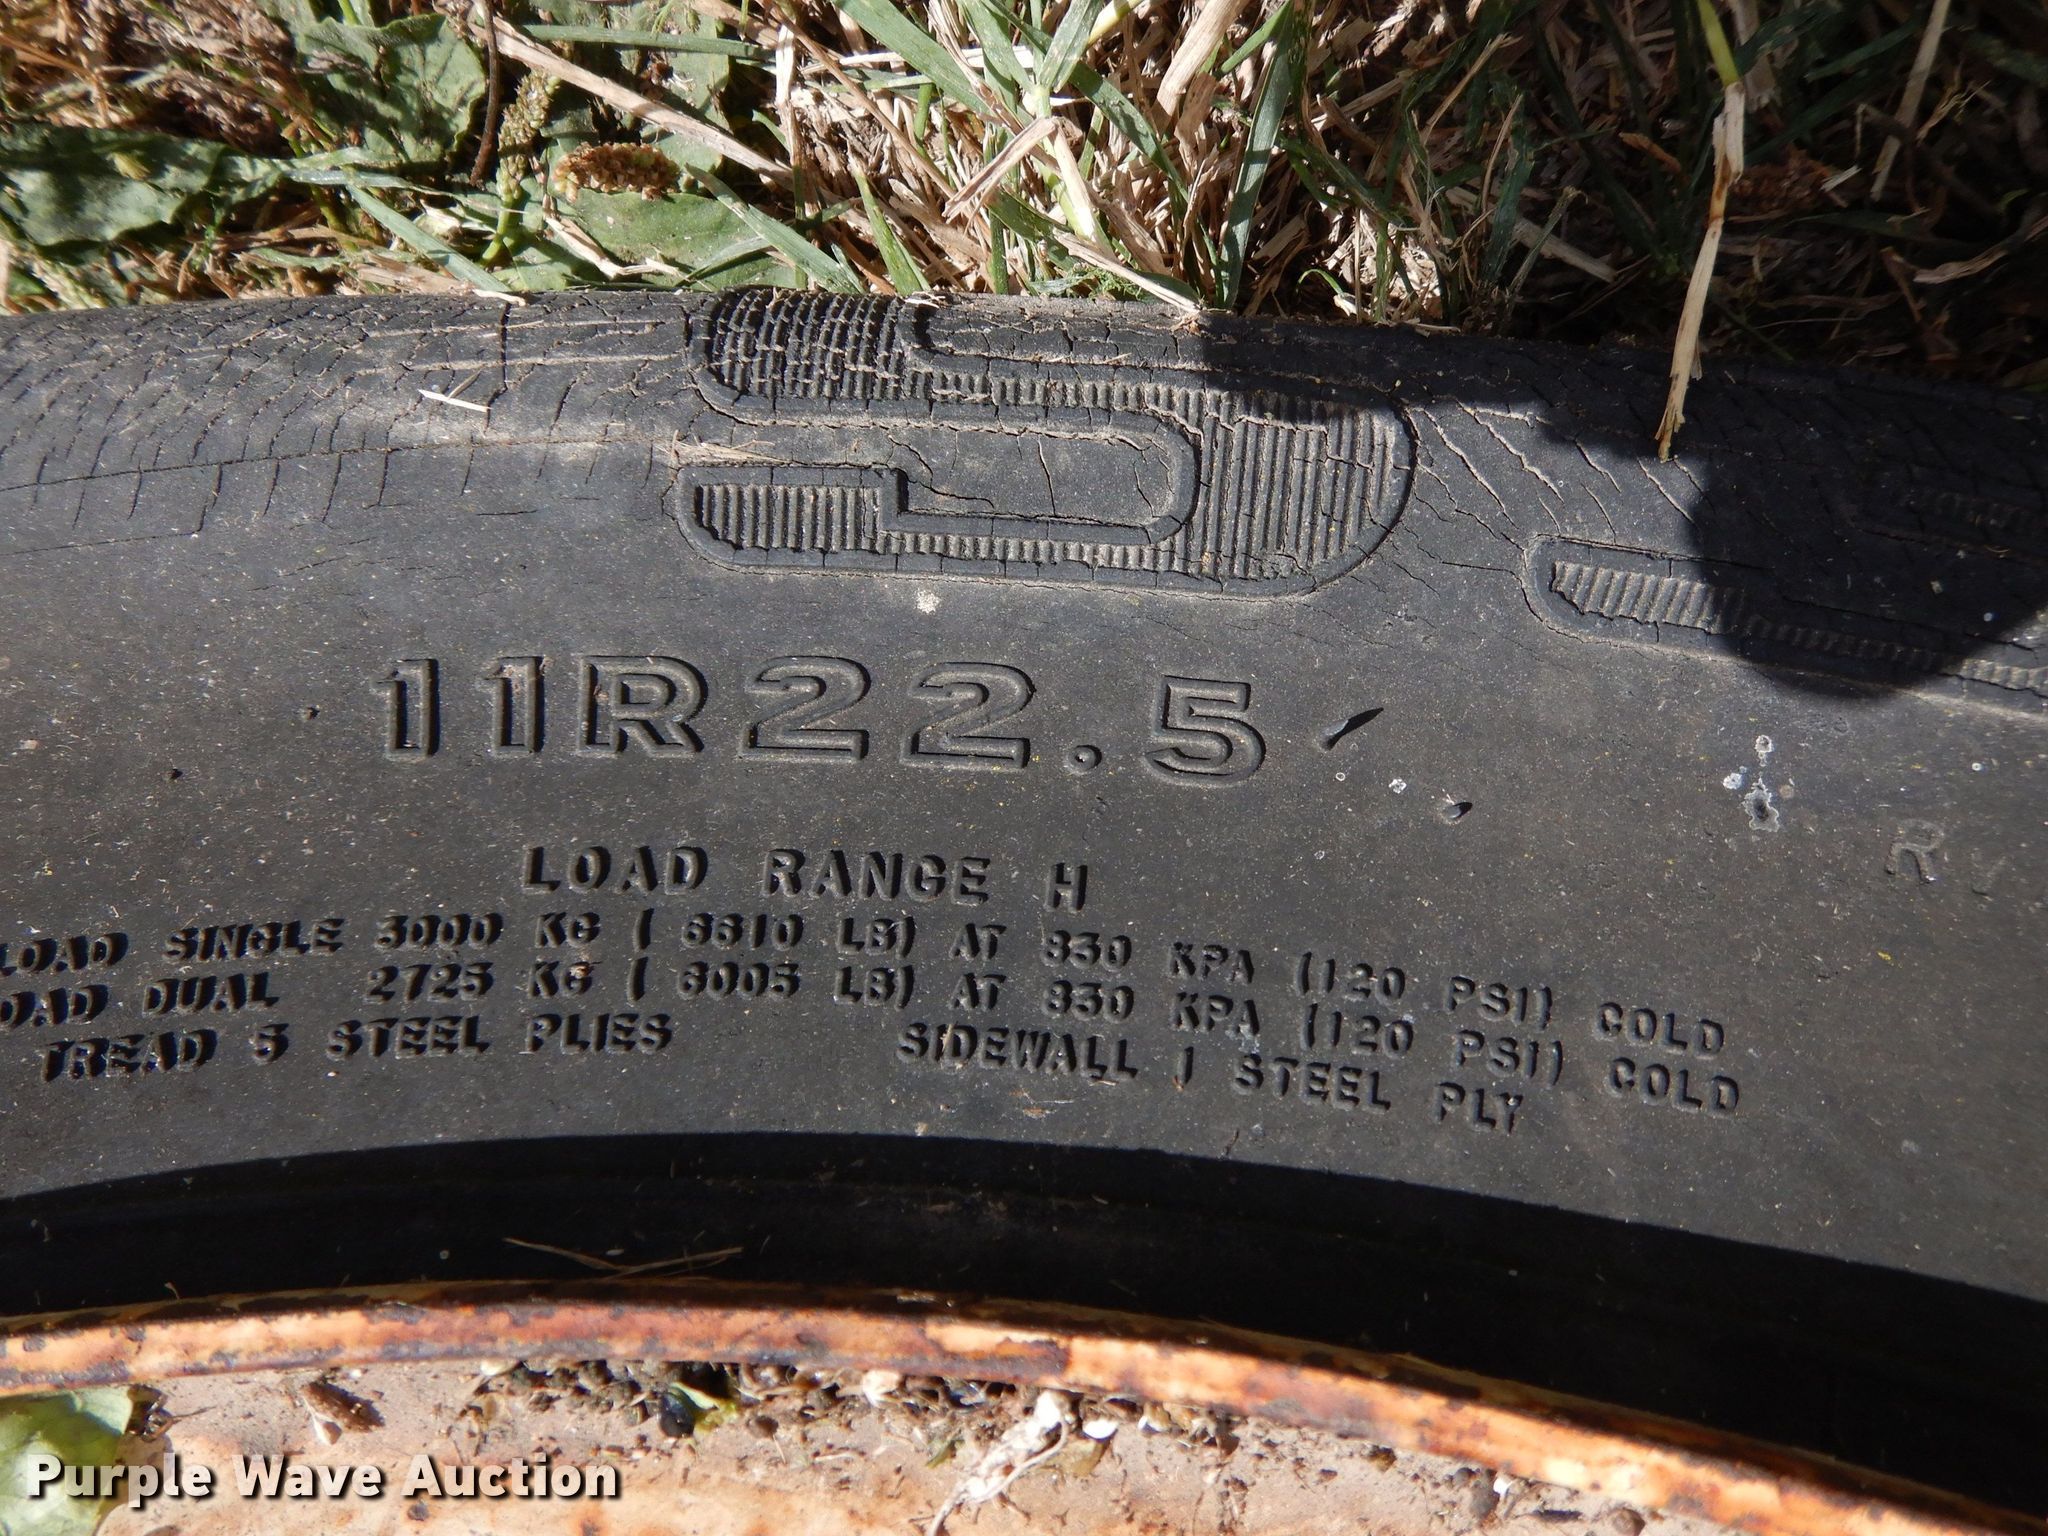 11R22.5
LOAD RANGE H
LOAD SINGLE 3000 KG ( 6610 LB) AT 830 KPA (120 PSI) COLD
OAD DUAL 2725 KG ( 6005 LB) AT 830 KPA (120 PSI) COLD
TREAD 5 STEEL PLIES SIDEWALL 1 STEEL PLY
Purple Wave Auction